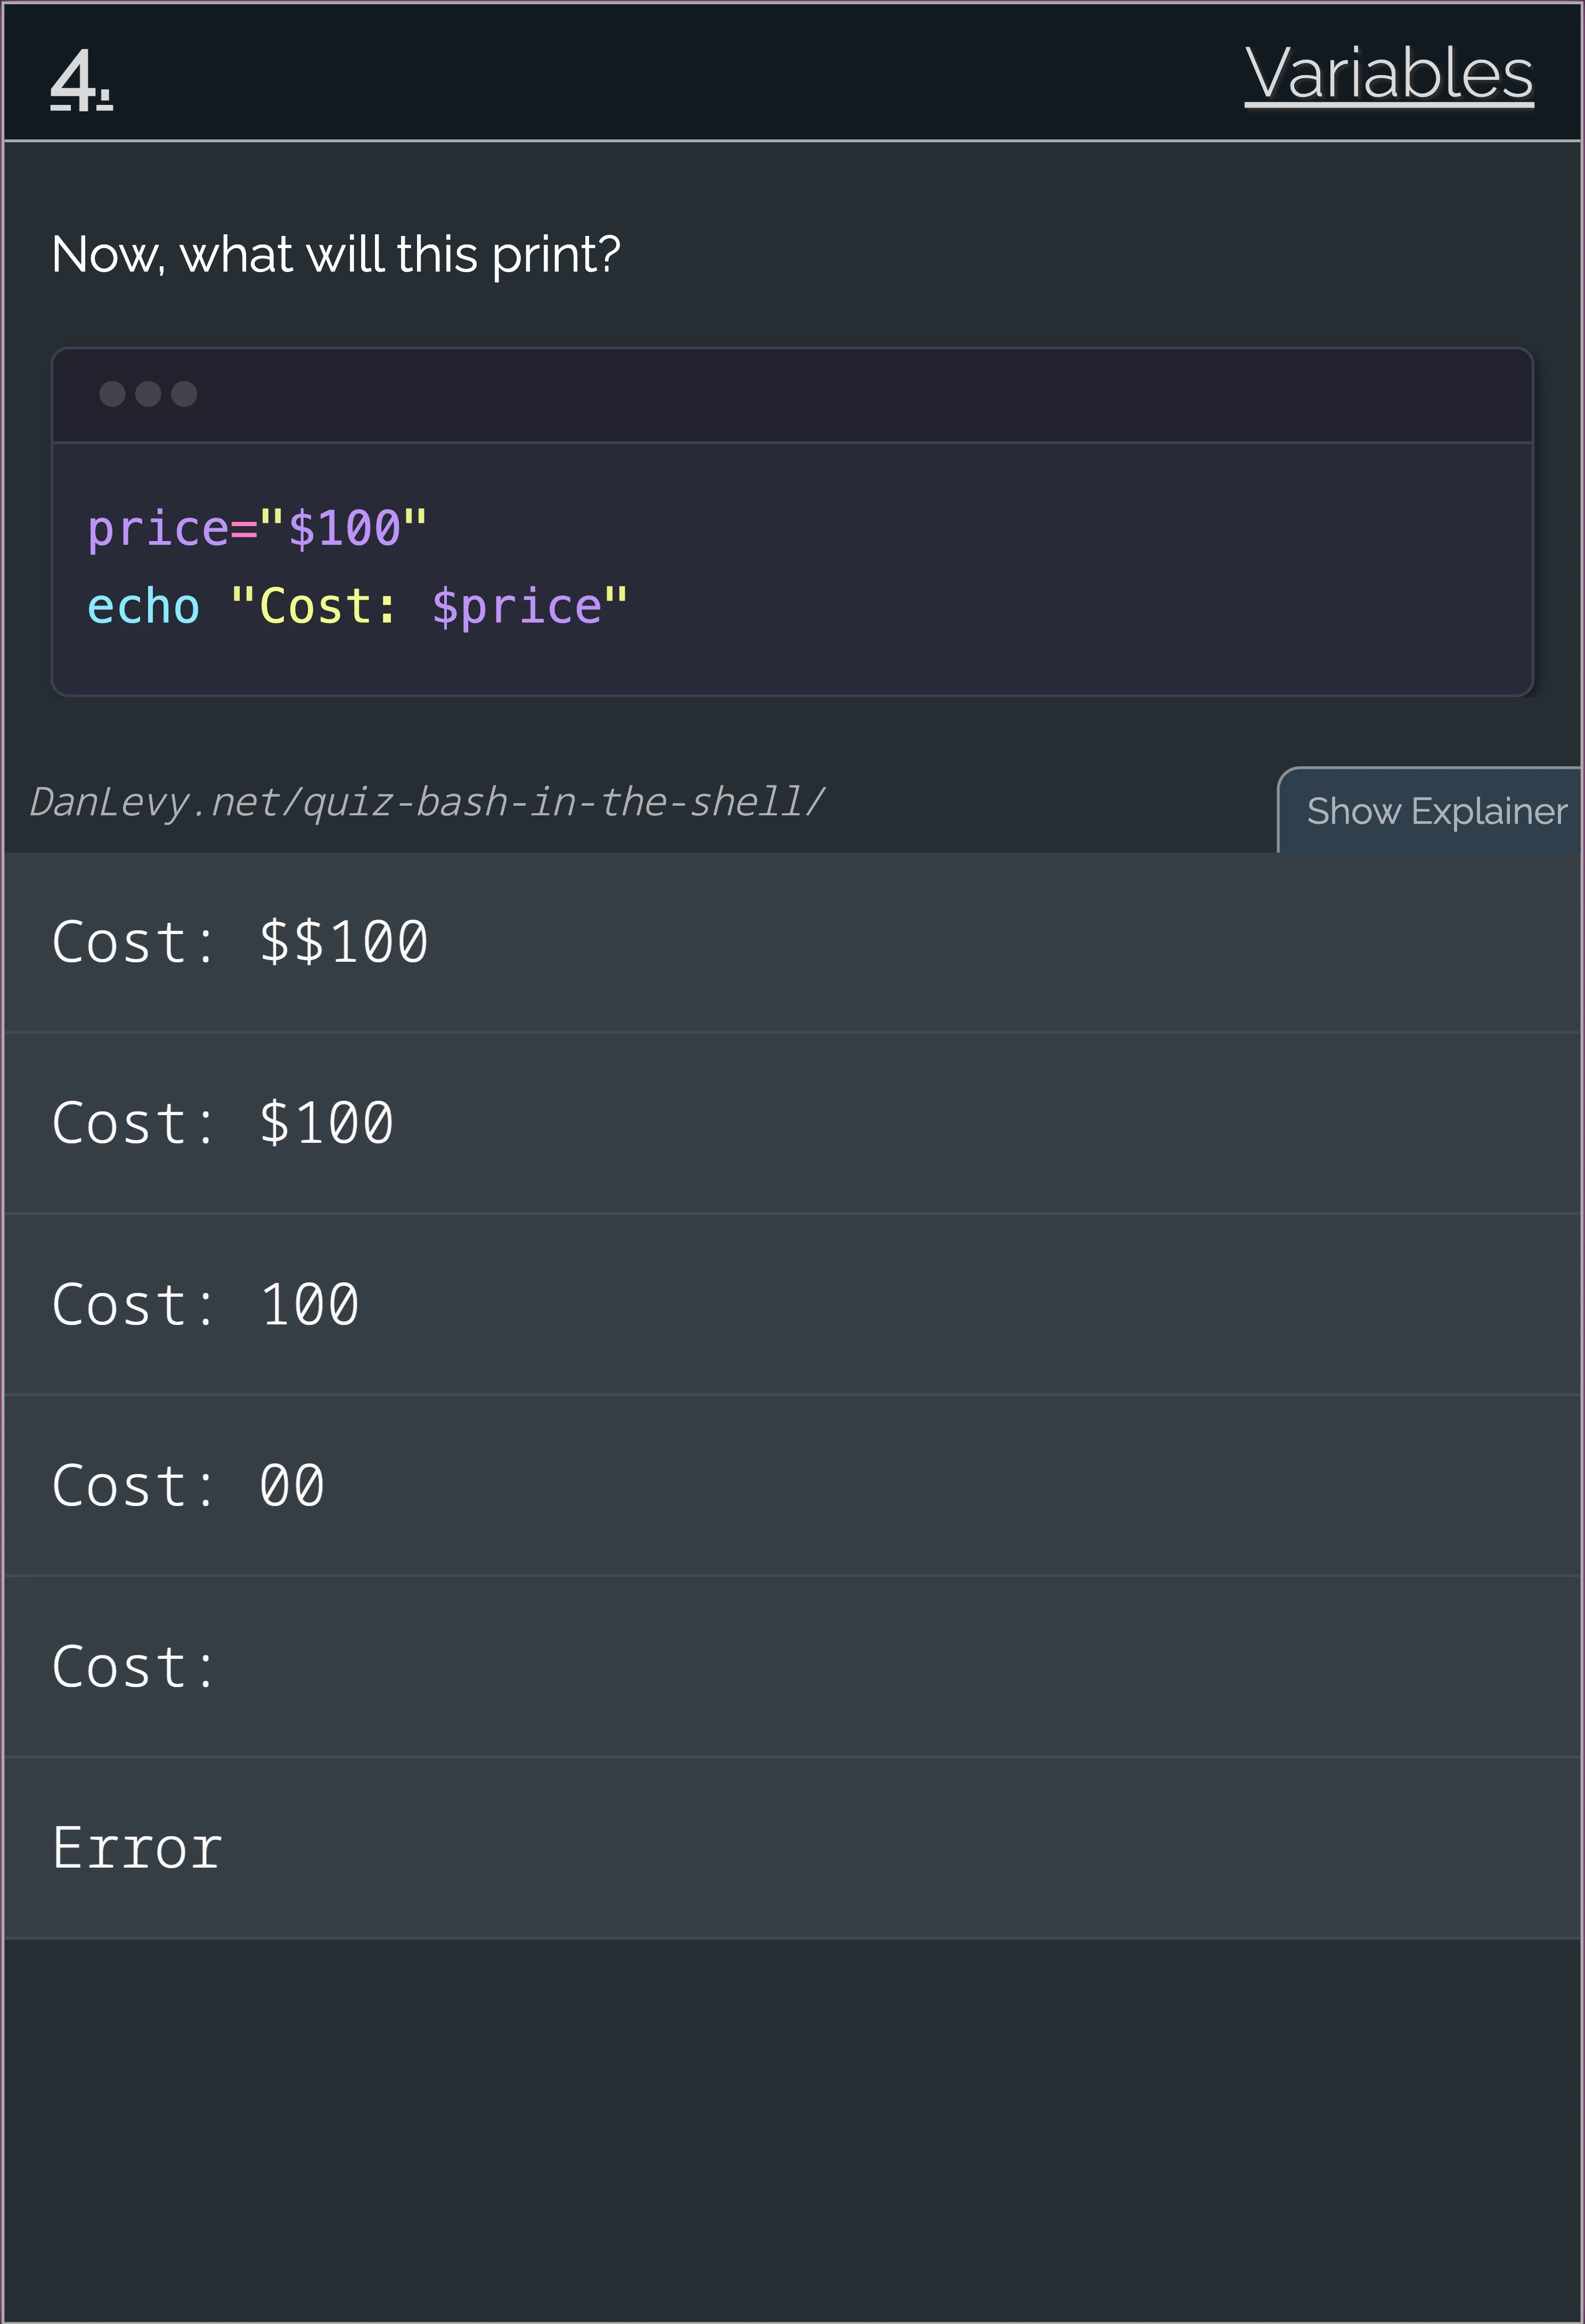 4.
Variables
Now, what will this print?
price="$100"
echo "Cost: $price"
DanLevy.net/quiz-bash-in-the-shell/
Show Explainer
Cost: $$100
Cost: $100
Cost: 100
Cost: 00
Cost:
Error